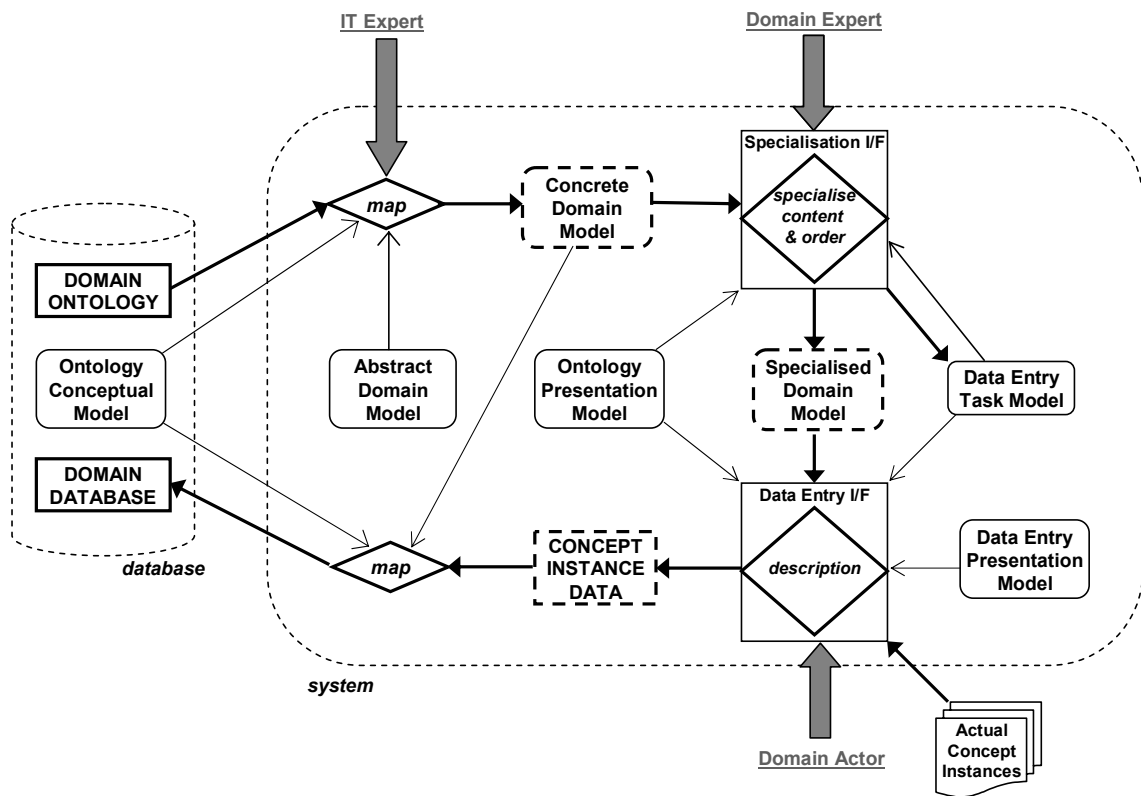 IT Expert
Domain Expert
Specialisation I/F
specialise
content
& order
map
Concrete
Domain
Model
DOMAIN
ONTOLOGY
Ontology
Conceptual
Model
Abstract
Domain
Model
Ontology
Presentation
Model
Specialised
Domain
Model
Data Entry
Task Model
DOMAIN
DATABASE
database
map
CONCEPT
INSTANCE
DATA
Data Entry I/F
description
Data Entry
Presentation
Model
system
Domain Actor
Actual
Concept
Instances